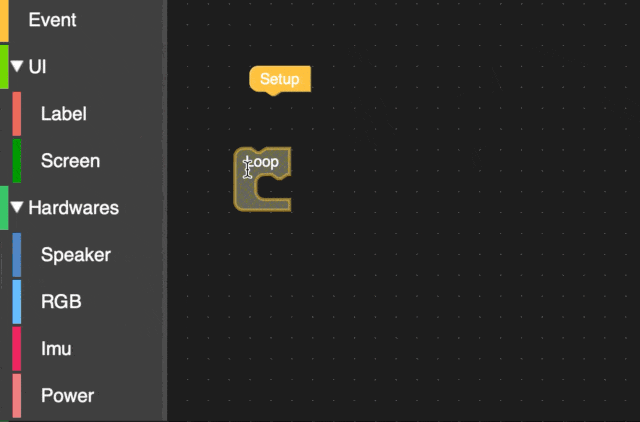 Event
▼ UI
Label
Screen
▼ Hardwares
Speaker
RGB
Imu
Power
Setup
Loop